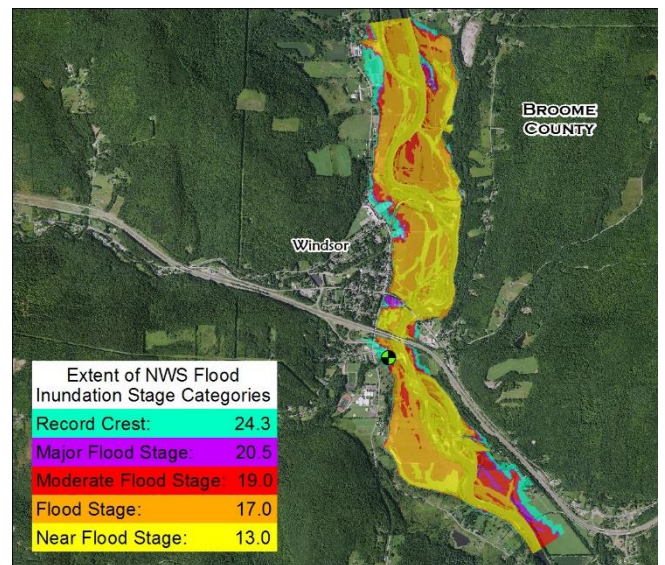 BROOME
COUNTY
Windsor
Extent of NWS Flood
Inundation Stage Categories
Record Crest: 24.3
Major Flood Stage: 20.5
Moderate Flood Stage: 19.0
Flood Stage: 17.0
Near Flood Stage: 13.0